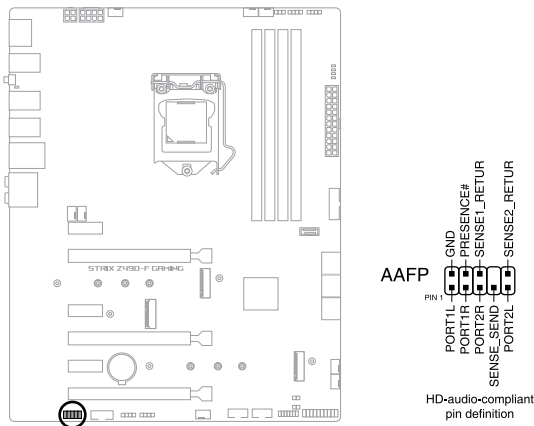 STRIX Z490-F GAMING
AAFP
PIN 1
GND
PRESENCE#
SENSE1_RETUR
SENSE2_RETUR
PORT1L
PORT1R
PORT2R
SENSE_SEND
PORT2L
HD-audio-compliant
pin definition